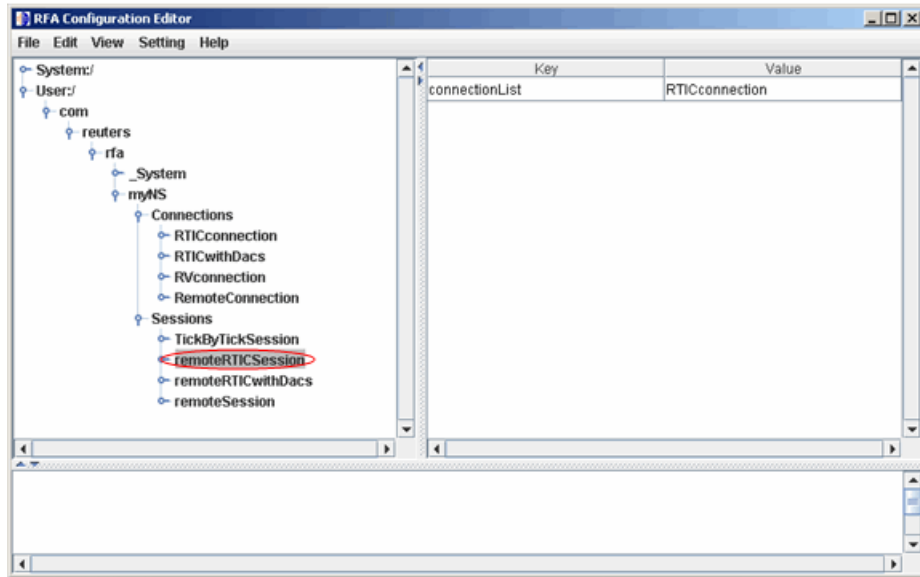 RFA Configuration Editor
File Edit View Setting Help
System:/
User:/
com
reuters
rfa
_System
myNS
Connections
RTICconnection
RTICwithDacs
RVconnection
RemoteConnection
Sessions
TickByTickSession
remoteRTICSession
remoteRTICwithDacs
remoteSession
Key Value
connectionList RTICconnection